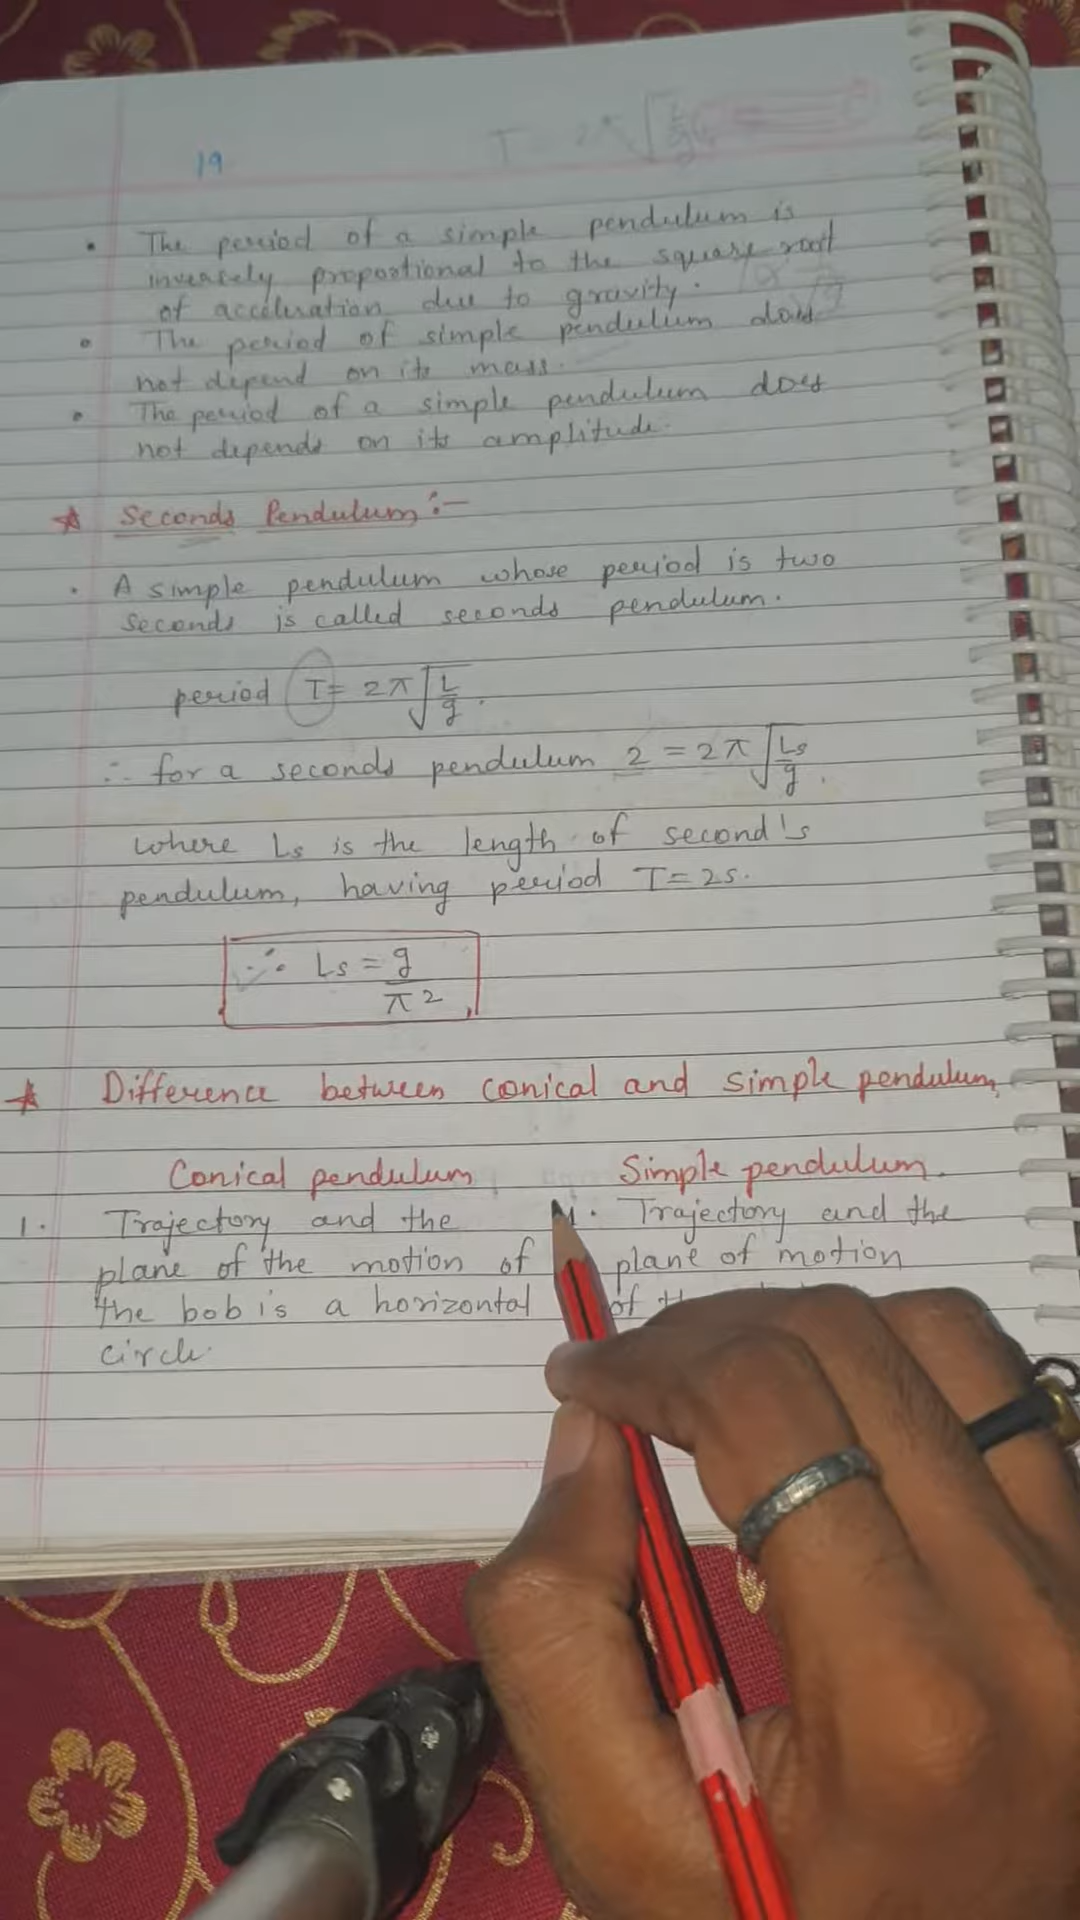 19
T = 2π√
• The period of a simple pendulum is
inversely proportional to the square root
of acceleration due to gravity.
• The period of simple pendulum does
not depend on its mass.
• The period of a simple pendulum does
not depends on its amplitude.
☆ Seconds Pendulum :-
• A simple pendulum whose period is two
seconds is called seconds pendulum.
period T = 2π√L/g.
∴ for a seconds pendulum 2 = 2π√Ls/g.
where Ls is the length of second's
pendulum, having period T = 2s.
∴ Ls = g/π²
☆ Difference between conical and simple pendulum
Conical pendulum
1. Trajectory and the
plane of the motion of
the bob is a horizontal
circle.
Simple pendulum.
1. Trajectory and the
plane of motion
of